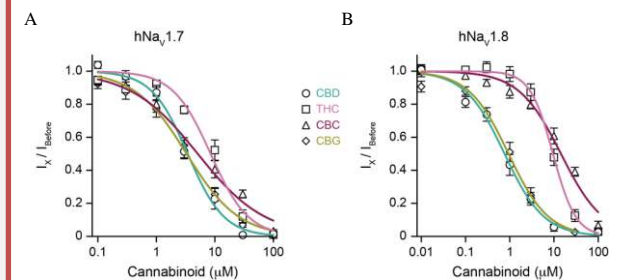 A
B
hNaV1.7
hNaV1.8
IX / IBefore
1.0
0.8
0.6
0.4
0.2
0
0.1
1
10
100
Cannabinoid (μM)
CBD
THC
CBC
CBG
IX / IBefore
1.0
0.8
0.6
0.4
0.2
0
0.01
0.1
1
10
100
Cannabinoid (μM)